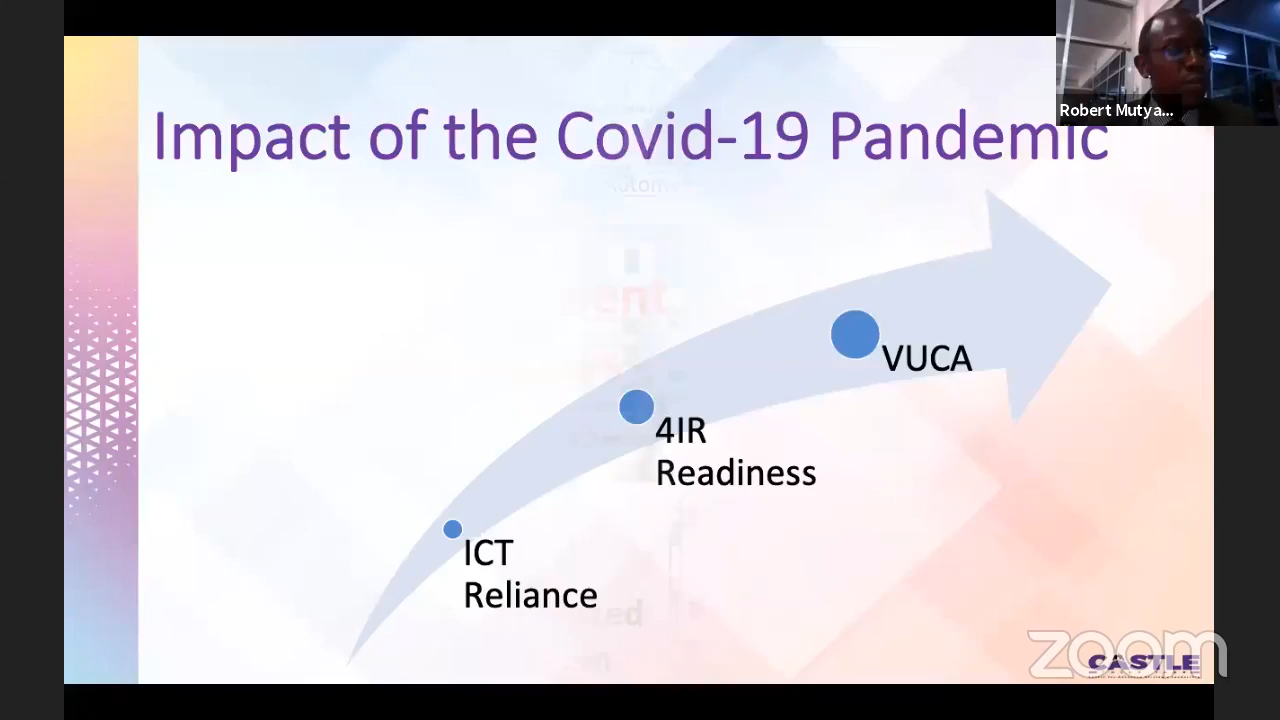 Robert Mutya...
Impact of the Covid-19 Pandemic
VUCA
4IR
Readiness
ICT
Reliance
zoom
CASTLE